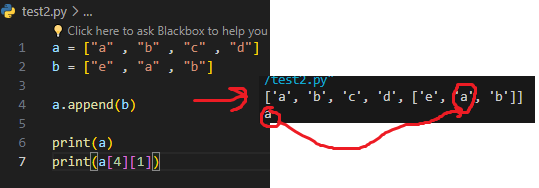 test2.py > ...
Click here to ask Blackbox to help you
1 a = ["a" , "b" , "c" , "d"]
2 b = ["e" , "a" , "b"]
3
4 a.append(b)
5
6 print(a)
7 print(a[4][1])
/test2.py"
['a', 'b', 'c', 'd', ['e', 'a', 'b']]
a